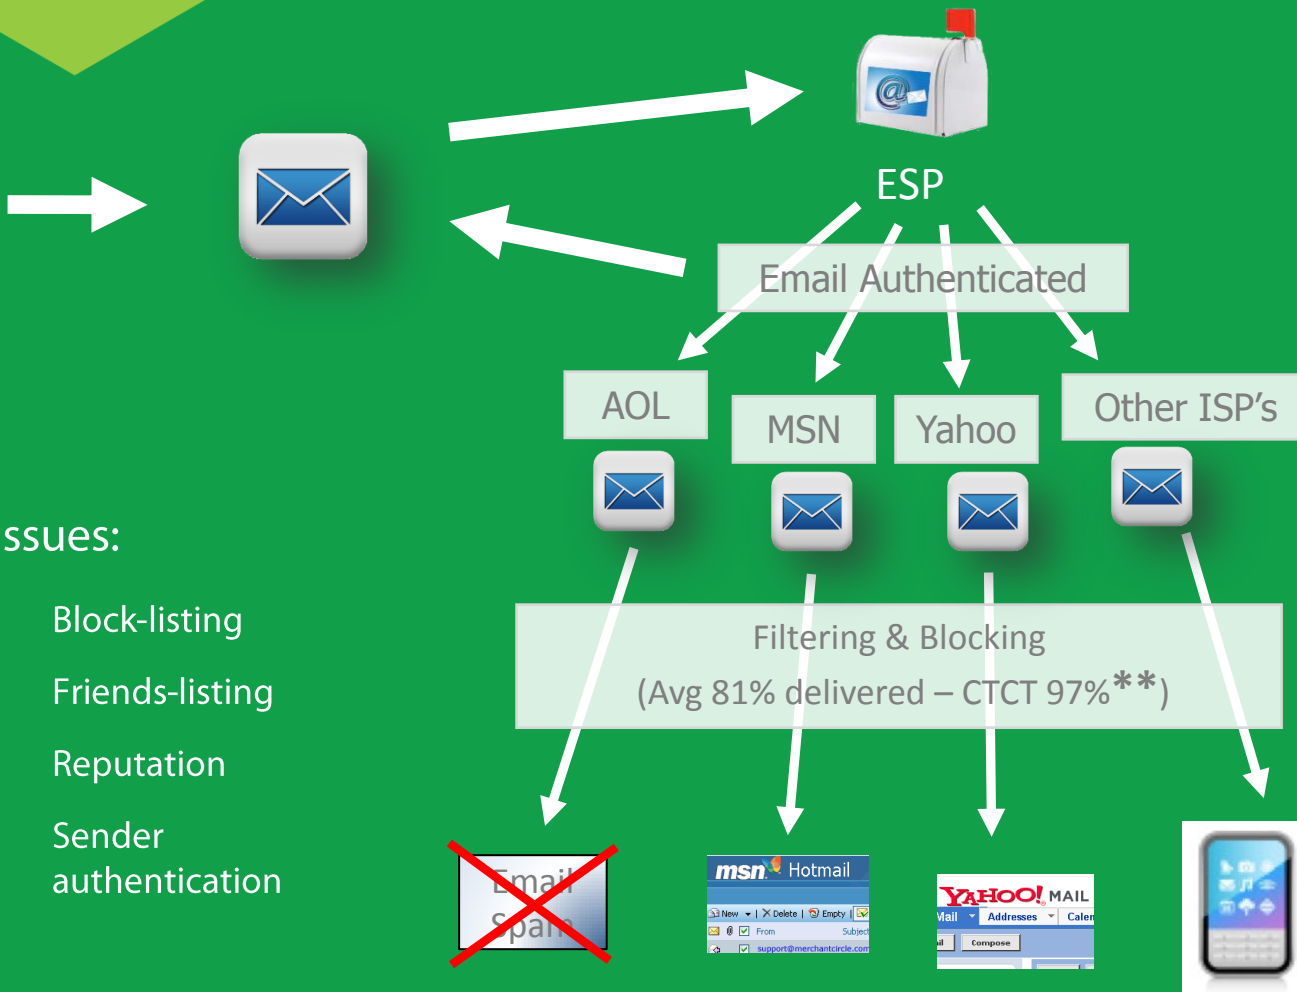 ESP
Email Authenticated
AOL
MSN
Yahoo
Other ISP's
ssues:
Block-listing
Friends-listing
Reputation
Sender
authentication
Filtering & Blocking
(Avg 81% delivered – CTCT 97%**)
Email
Spam
msn Hotmail
New | Delete | Empty |
From Subject
support@merchantcircle.com
YAHOO! MAIL
Mail Addresses Calen
Compose